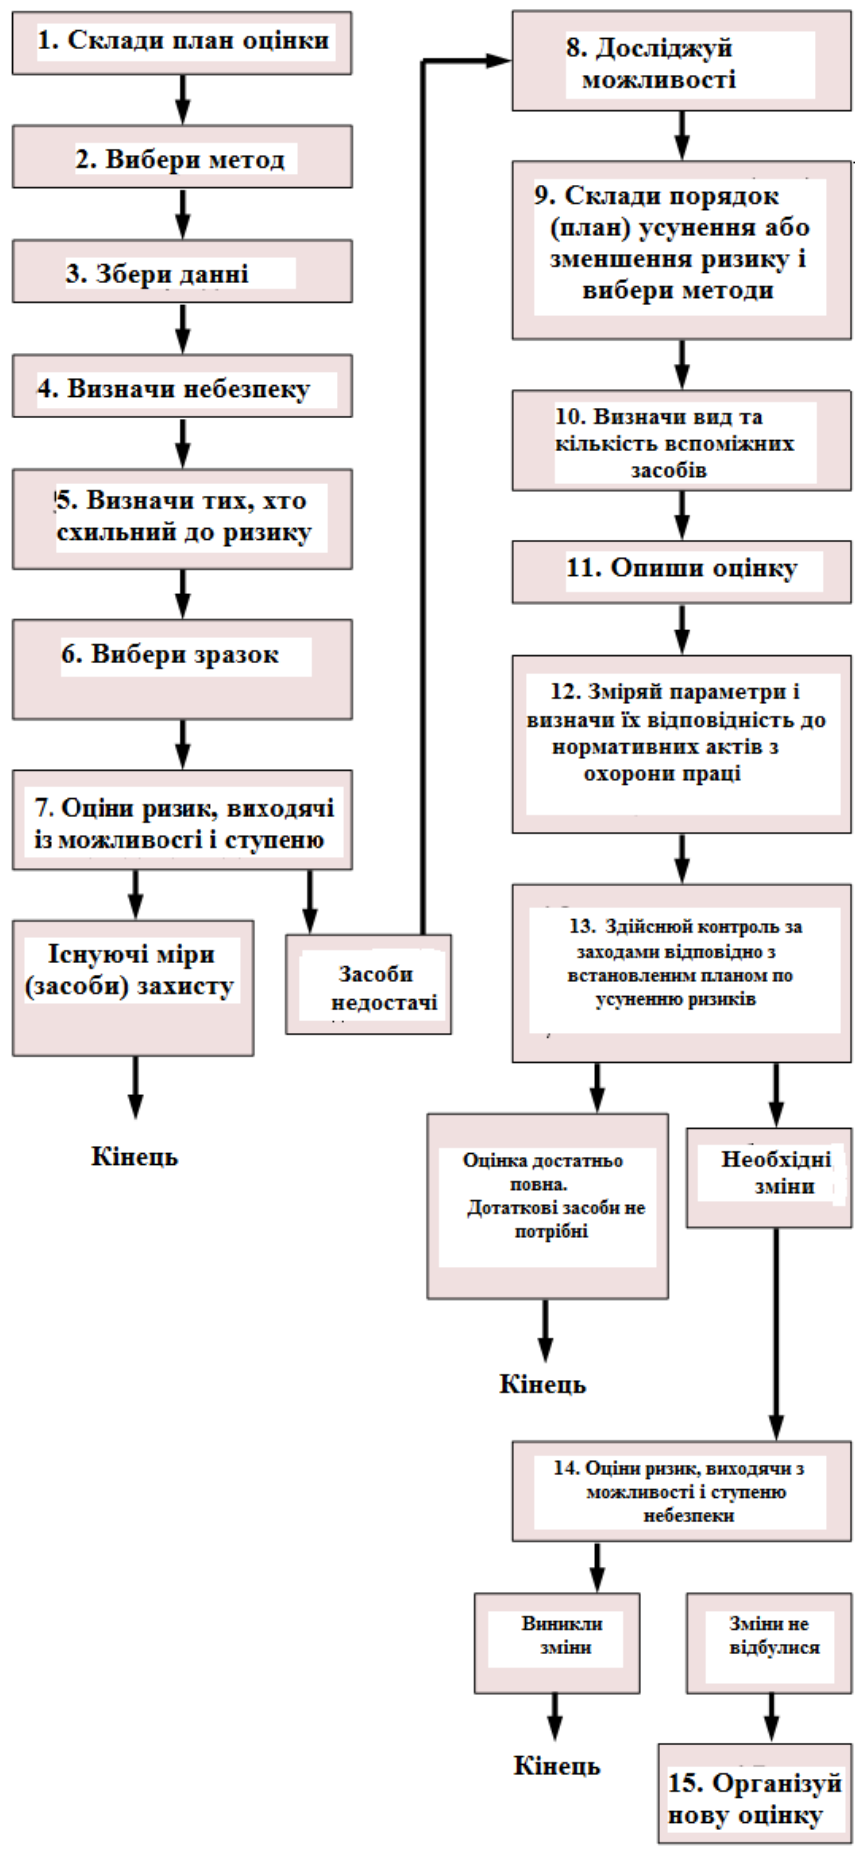 1. Склади план оцінки
2. Вибери метод
3. Збери данні
4. Визначи небезпеку
5. Визначи тих, хто
схильний до ризику
6. Вибери зразок
7. Оціни ризик, виходячі
із можливості і ступеню
Існуючі міри
(засоби) захисту
Кінець
Засоби
недостачі
8. Досліджуй
можливості
9. Склади порядок
(план) усунення або
зменшення ризику і
вибери методи
10. Визначи вид та
кількість вспоміжних
засобів
11. Опиши оцінку
12. Зміряй параметри і
визначи їх відповідність до
нормативних актів з
охорони праці
13. Здійснюй контроль за
заходами відповідно з
встановленим планом по
усуненню ризиків
Оцінка достатньо
повна.
Дотаткові засоби не
потрібні
Кінець
Необхідні
зміни
14. Оціни ризик, виходячи з
можливості і ступеню
небезпеки
Виникли
зміни
Кінець
Зміни не
відбулися
15. Організуй
нову оцінку